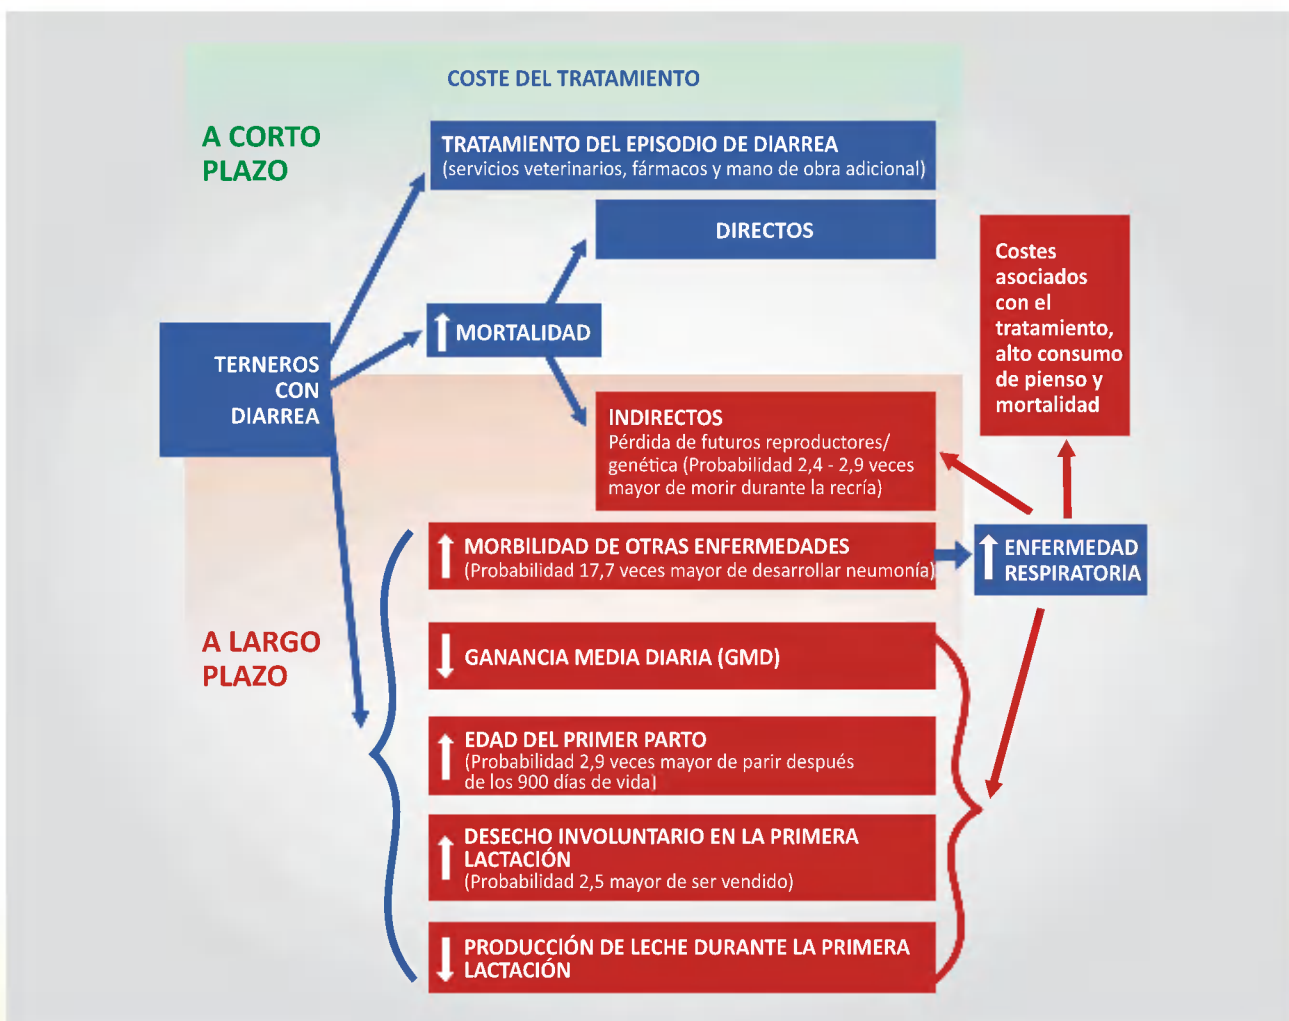 COSTE DEL TRATAMIENTO
A CORTO
PLAZO
TRATAMIENTO DEL EPISODIO DE DIARREA
(servicios veterinarios, fármacos y mano de obra adicional)
DIRECTOS
MORTALIDAD
TERNEROS
CON
DIARREA
Costes
asociados
con el
tratamiento,
alto consumo
de pienso y
mortalidad
INDIRECTOS
Pérdida de futuros reproductores/
genética (Probabilidad 2,4 - 2,9 veces
mayor de morir durante la recría)
MORBILIDAD DE OTRAS ENFERMEDADES
(Probabilidad 17,7 veces mayor de desarrollar neumonía)
ENFERMEDAD
RESPIRATORIA
A LARGO
PLAZO
GANANCIA MEDIA DIARIA (GMD)
EDAD DEL PRIMER PARTO
(Probabilidad 2,9 veces mayor de parir después
de los 900 días de vida)
DESECHO INVOLUNTARIO EN LA PRIMERA
LACTACIÓN
(Probabilidad 2,5 mayor de ser vendido)
PRODUCCIÓN DE LECHE DURANTE LA PRIMERA
LACTACIÓN